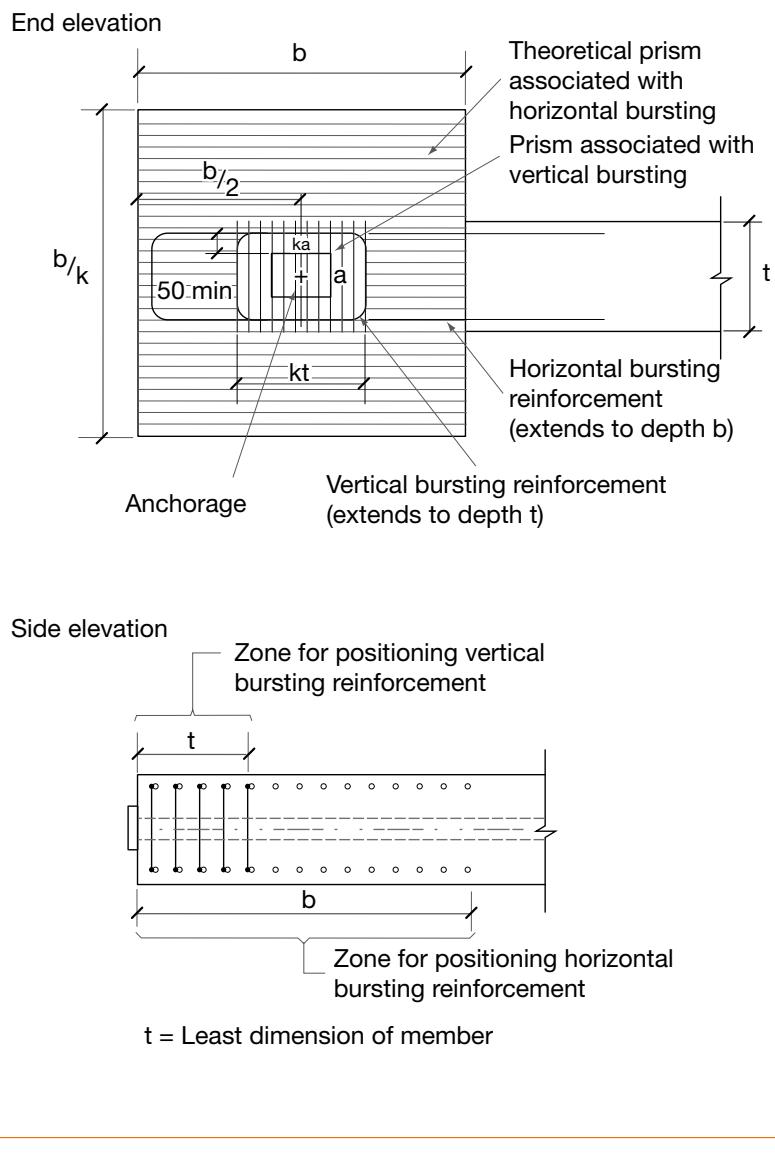 End elevation
b
Theoretical prism
associated with
horizontal bursting
Prism associated with
vertical bursting
b/2
b/k
ka
a
50 min
t
kt
Horizontal bursting
reinforcement
(extends to depth b)
Anchorage
Vertical bursting reinforcement
(extends to depth t)
Side elevation
Zone for positioning vertical
bursting reinforcement
t
b
Zone for positioning horizontal
bursting reinforcement
t = Least dimension of member